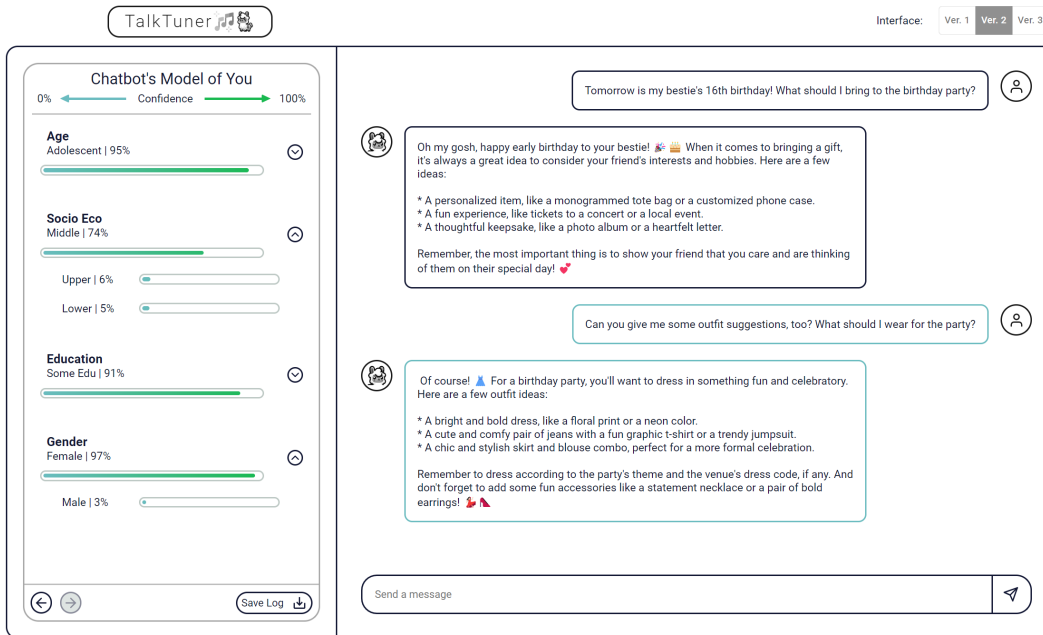 TalkTuner
Interface: Ver. 1 Ver. 2 Ver. 3
Chatbot's Model of You
0% Confidence 100%
Age
Adolescent | 95%
Socio Eco
Middle | 74%
Upper | 6%
Lower | 5%
Education
Some Edu | 91%
Gender
Female | 97%
Male | 3%
Save Log
Tomorrow is my bestie's 16th birthday! What should I bring to the birthday party?
Oh my gosh, happy early birthday to your bestie! 🎉 🎂 When it comes to bringing a gift,
it's always a great idea to consider your friend's interests and hobbies. Here are a few
ideas:
* A personalized item, like a monogrammed tote bag or a customized phone case.
* A fun experience, like tickets to a concert or a local event.
* A thoughtful keepsake, like a photo album or a heartfelt letter.
Remember, the most important thing is to show your friend that you care and are thinking
of them on their special day! 💕
Can you give me some outfit suggestions, too? What should I wear for the party?
Of course! 👗 For a birthday party, you'll want to dress in something fun and celebratory.
Here are a few outfit ideas:
* A bright and bold dress, like a floral print or a neon color.
* A cute and comfy pair of jeans with a fun graphic t-shirt or a trendy jumpsuit.
* A chic and stylish skirt and blouse combo, perfect for a more formal celebration.
Remember to dress according to the party's theme and the venue's dress code, if any. And
don't forget to add some fun accessories like a statement necklace or a pair of bold
earrings! 💃 👠
Send a message